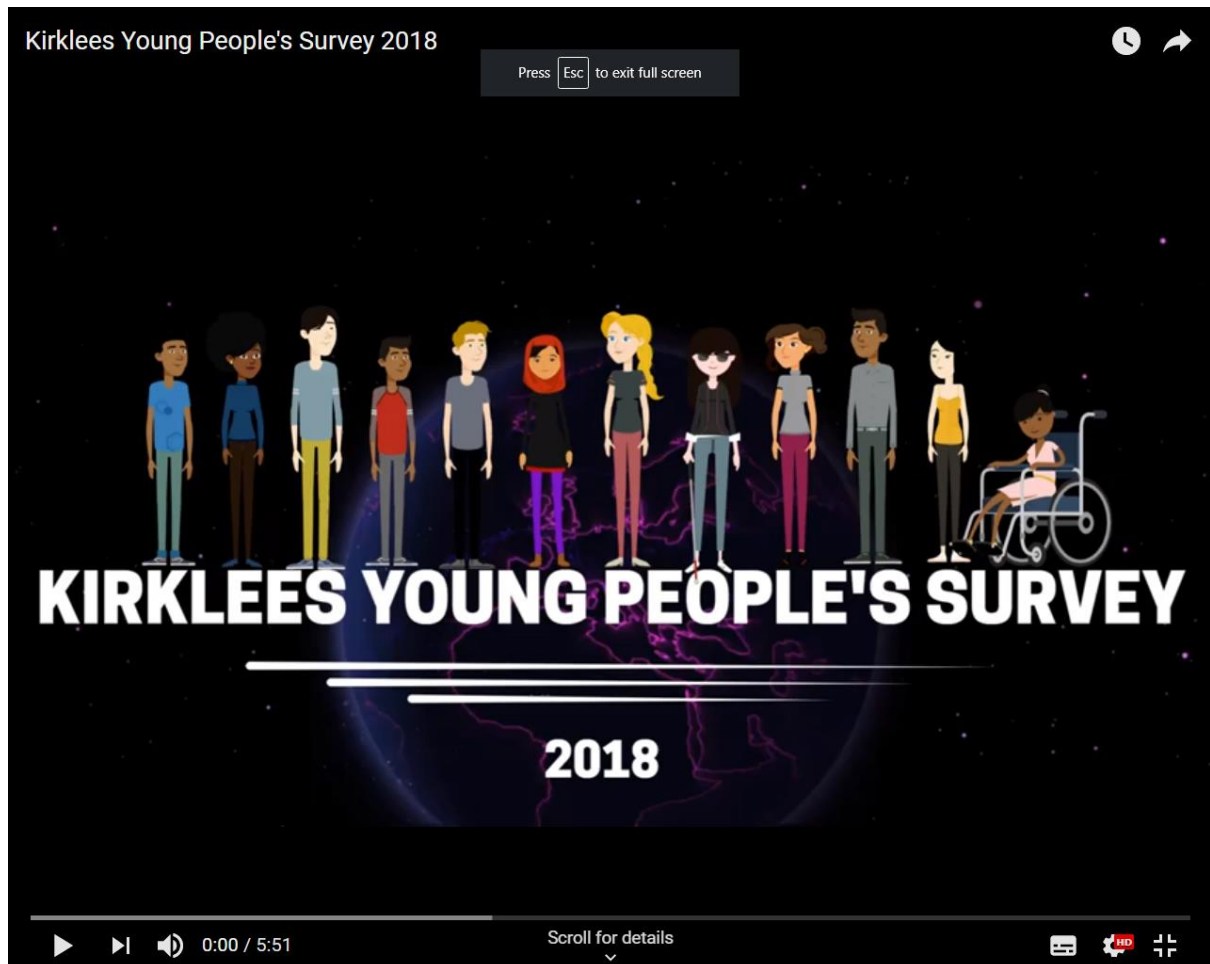 Kirklees Young People's Survey 2018
Press Esc to exit full screen
KIRKLEES YOUNG PEOPLE'S SURVEY
2018
0:00 / 5:51
Scroll for details
HD